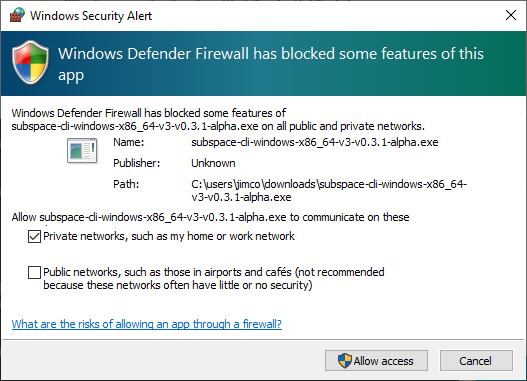 Windows Security Alert
Windows Defender Firewall has blocked some features of this
app
Windows Defender Firewall has blocked some features of
subspace-cli-windows-x86_64-v3-v0.3.1-alpha.exe on all public and private networks.
Name: subspace-cli-windows-x86_64-v3-v0.3.1-alpha.exe
Publisher: Unknown
Path: C:\users\jimco\downloads\subspace-cli-windows-x86_64-
v3-v0.3.1-alpha.exe
Allow subspace-cli-windows-x86_64-v3-v0.3.1-alpha.exe to communicate on these
Private networks, such as my home or work network
Public networks, such as those in airports and cafés (not recommended
because these networks often have little or no security)
What are the risks of allowing an app through a firewall?
Allow access Cancel